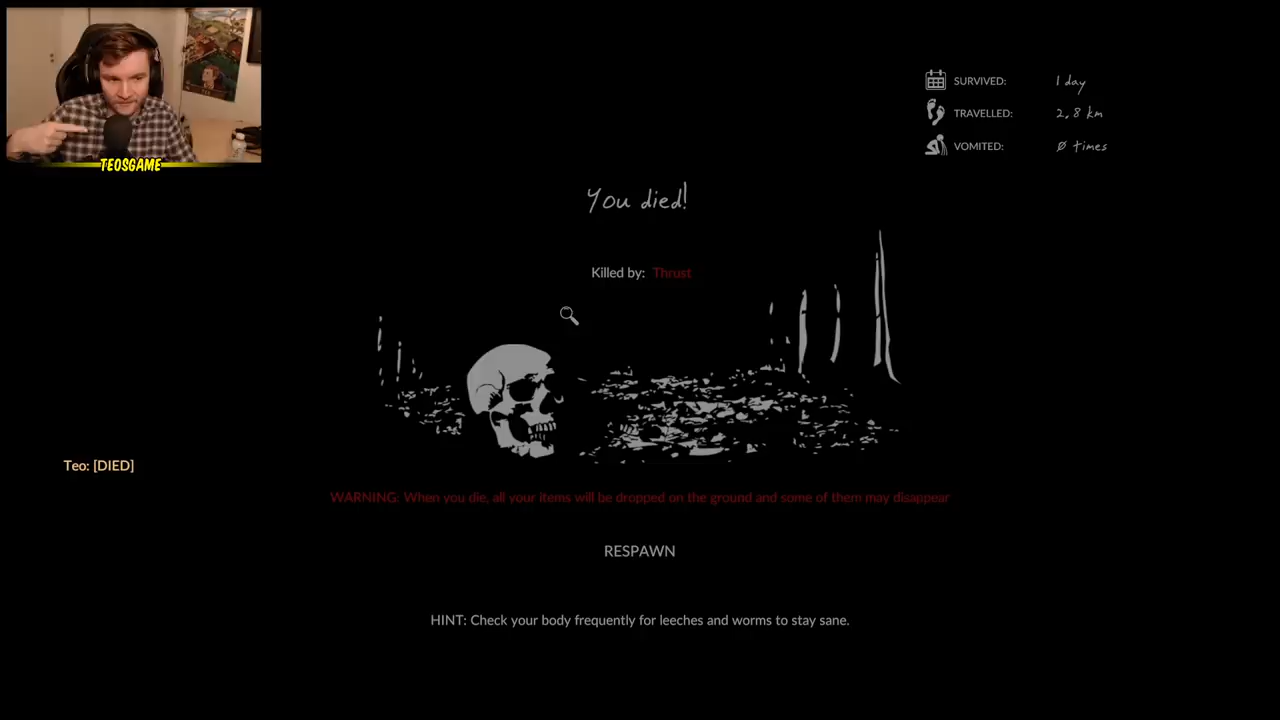 TEOSGAME
SURVIVED: 1 day
TRAVELLED: 2.8 km
VOMITED: 0 times
You died!
Killed by: Thrust
Teo: [DIED]
WARNING: When you die, all your items will be dropped on the ground and some of them may disappear
RESPAWN
HINT: Check your body frequently for leeches and worms to stay sane.